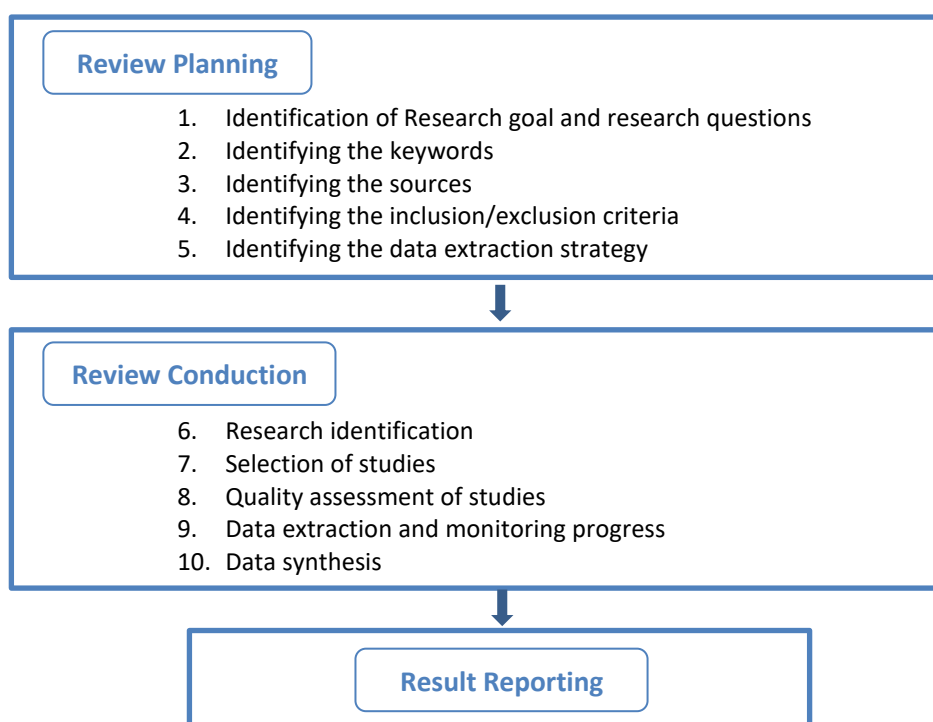 Review Planning
1. Identification of Research goal and research questions
2. Identifying the keywords
3. Identifying the sources
4. Identifying the inclusion/exclusion criteria
5. Identifying the data extraction strategy
Review Conduction
6. Research identification
7. Selection of studies
8. Quality assessment of studies
9. Data extraction and monitoring progress
10. Data synthesis
Result Reporting